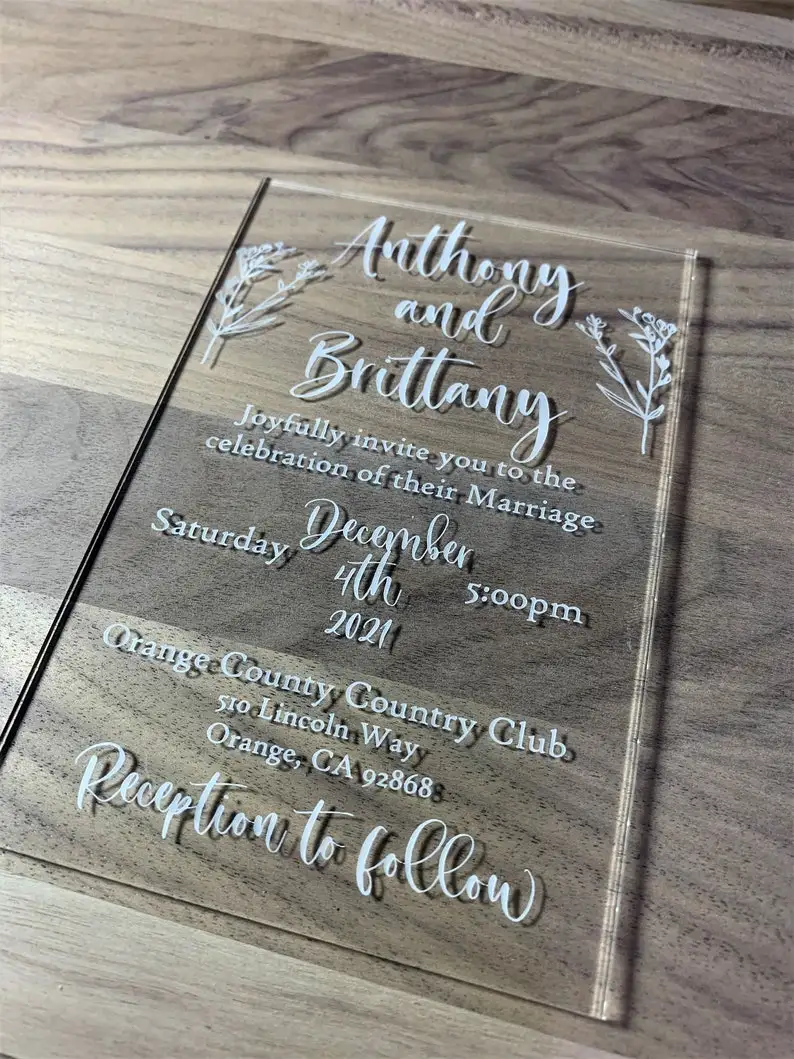 Anthony
and
Brittany
Joyfully invite you to the
celebration of their Marriage
Saturday December 5:00pm
4th
2021
Orange County Country Club
510 Lincoln Way
Orange, CA 92868
Reception to follow